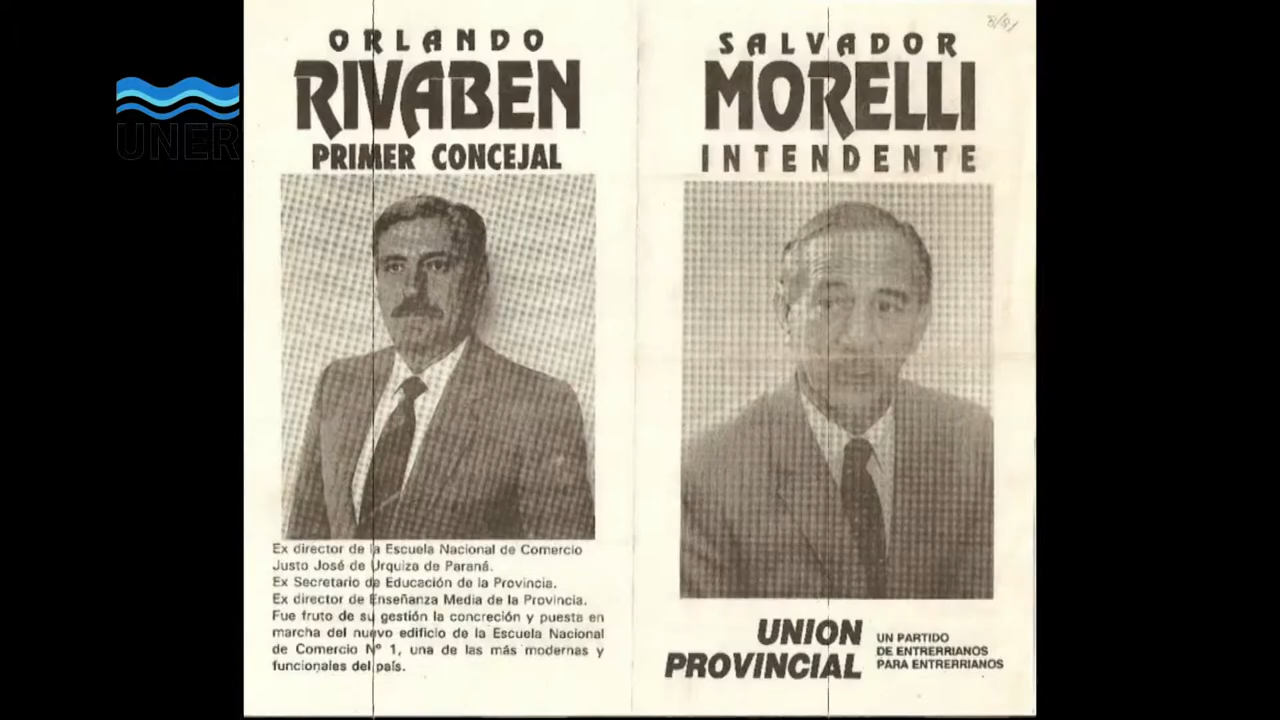 UNER
ORLANDO
RIVABEN
PRIMER CONCEJAL
Ex director de la Escuela Nacional de Comercio
Justo José de Urquiza de Paraná.
Ex Secretario de Educación de la Provincia.
Ex director de Enseñanza Media de la Provincia.
Fue fruto de su gestión la concreción y puesta en
marcha del nuevo edificio de la Escuela Nacional
de Comercio Nº 1, una de las más modernas y
funcionales del país.
8/91
SALVADOR
MORELLI
INTENDENTE
UNION
PROVINCIAL
UN PARTIDO
DE ENTRERRIANOS
PARA ENTRERRIANOS